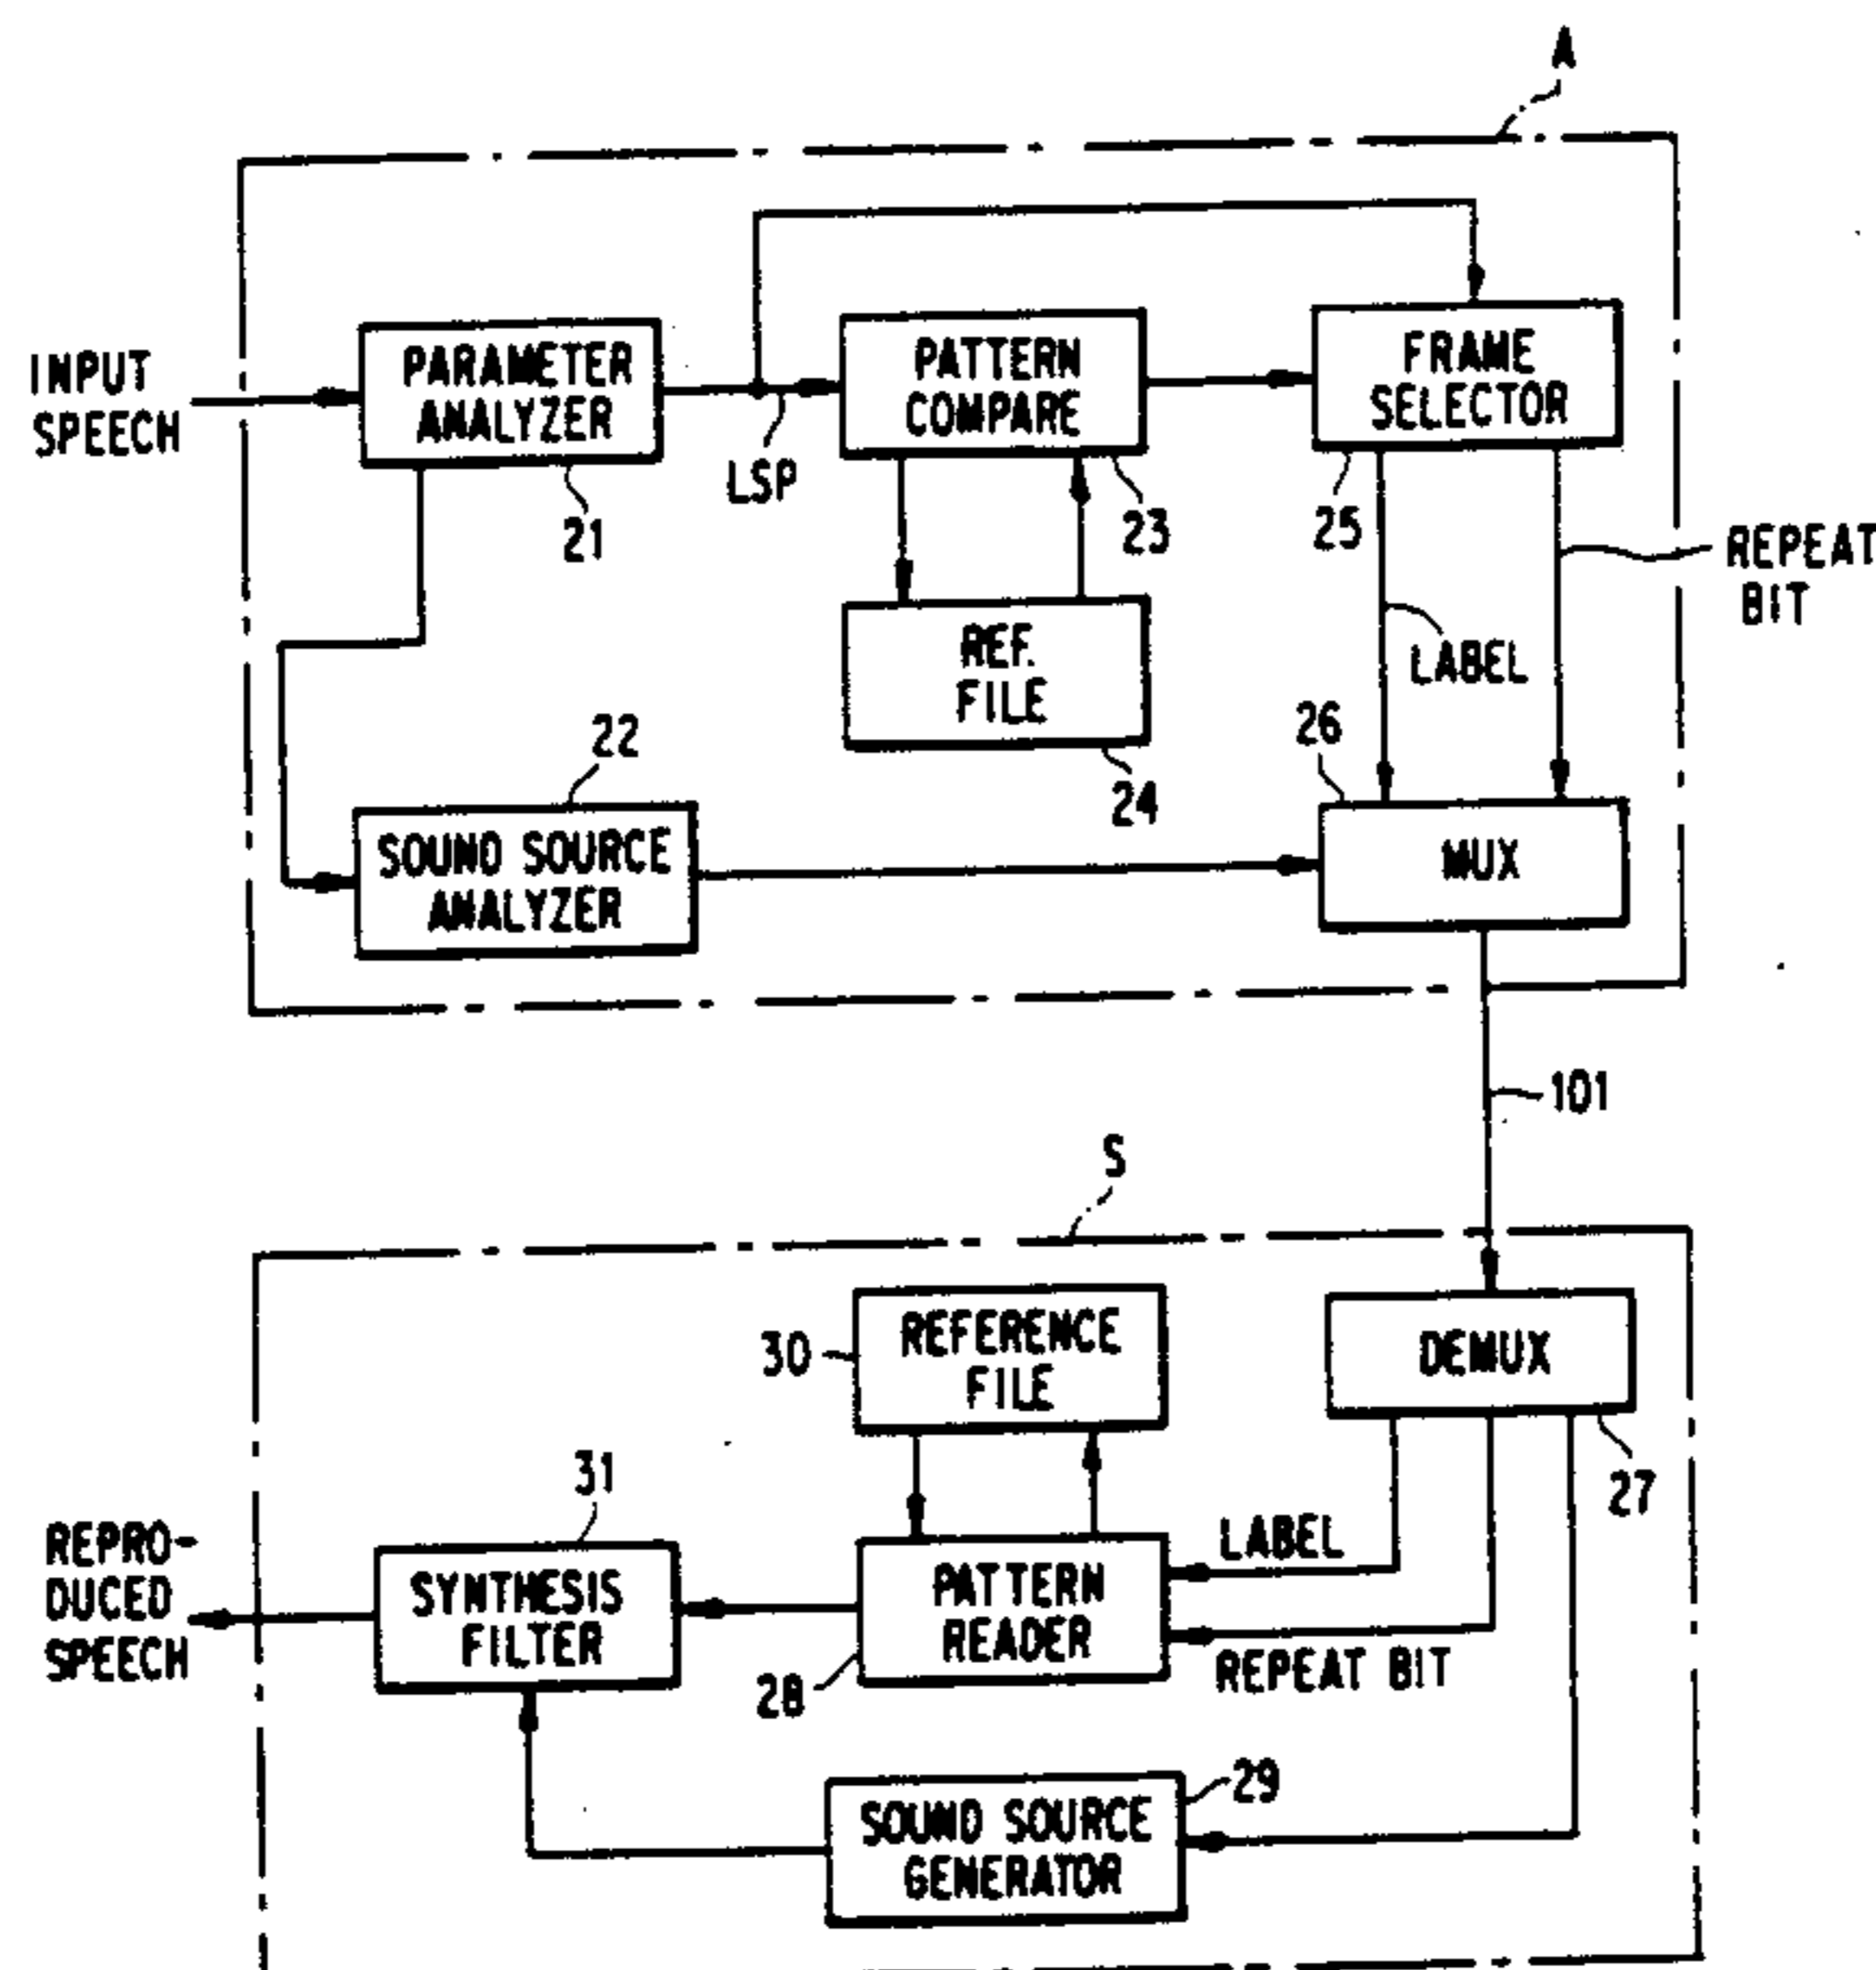 A
INPUT
SPEECH
PARAMETER
ANALYZER
21
LSP
PATTERN
COMPARE
23
FRAME
SELECTOR
25
REPEAT
BIT
LABEL
REF.
FILE
24
22
SOUND SOURCE
ANALYZER
26
MUX
101
S
30
REFERENCE
FILE
DEMUX
27
31
REPRO-
DUCED
SPEECH
SYNTHESIS
FILTER
PATTERN
READER
28
LABEL
REPEAT BIT
29
SOUND SOURCE
GENERATOR